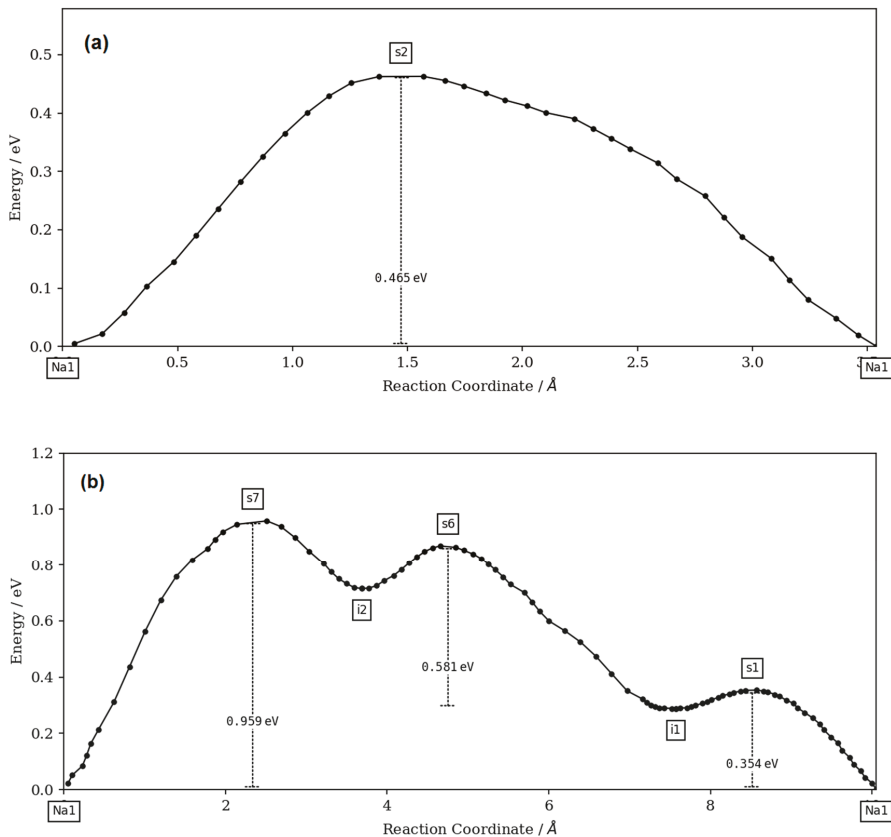 (a)
s2
Energy / eV
0.5
0.4
0.3
0.2
0.1
0.0
0.465 eV
0.5
1.0
1.5
2.0
2.5
3.0
Na1
Na1
Reaction Coordinate / Å
(b)
1.2
1.0
0.8
0.6
0.4
0.2
0.0
Energy / eV
s7
s6
i2
s1
i1
0.581 eV
0.959 eV
0.354 eV
2
4
6
8
Na1
Na1
Reaction Coordinate / Å